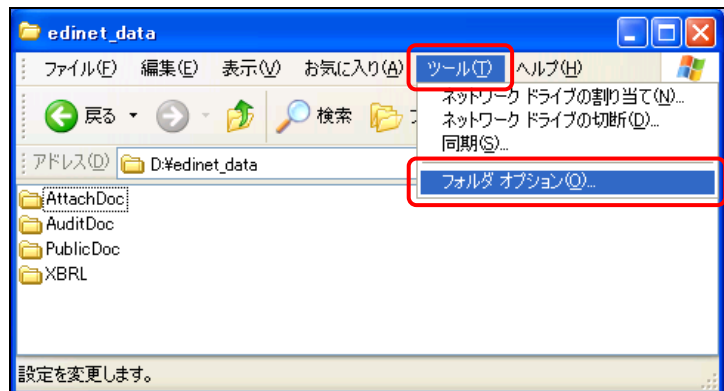 edinet_data
ファイル(F) 編集(E) 表示(V) お気に入り(A) ツール(T) ヘルプ(H)
戻る 検索
ネットワーク ドライブの割り当て(N)...
ネットワーク ドライブの切断(D)...
同期(S)...
フォルダ オプション(O)...
アドレス(D) D:¥edinet_data
AttachDoc
AuditDoc
PublicDoc
XBRL
設定を変更します。